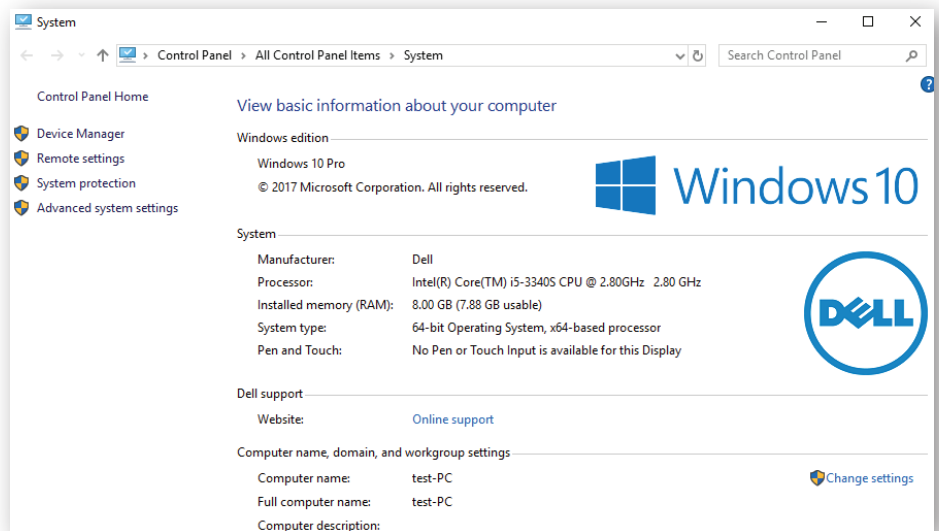 System
Control Panel > All Control Panel Items > System
Search Control Panel
?
Control Panel Home
Device Manager
Remote settings
System protection
Advanced system settings
View basic information about your computer
Windows edition
Windows 10 Pro
© 2017 Microsoft Corporation. All rights reserved.
Windows 10
System
Manufacturer: Dell
Processor: Intel(R) Core(TM) i5-3340S CPU @ 2.80GHz 2.80 GHz
Installed memory (RAM): 8.00 GB (7.88 GB usable)
System type: 64-bit Operating System, x64-based processor
Pen and Touch: No Pen or Touch Input is available for this Display
DELL
Dell support
Website: Online support
Computer name, domain, and workgroup settings
Computer name: test-PC
Change settings
Full computer name: test-PC
Computer description: